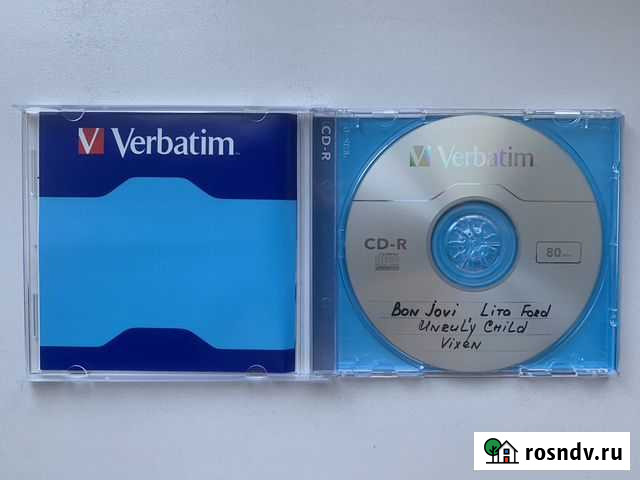 Verbatim
CD-R
Verbatim
CD-R
80
BON JOVI LITA FORD
UNRULY CHILD
VIXEN
rosndv.ru